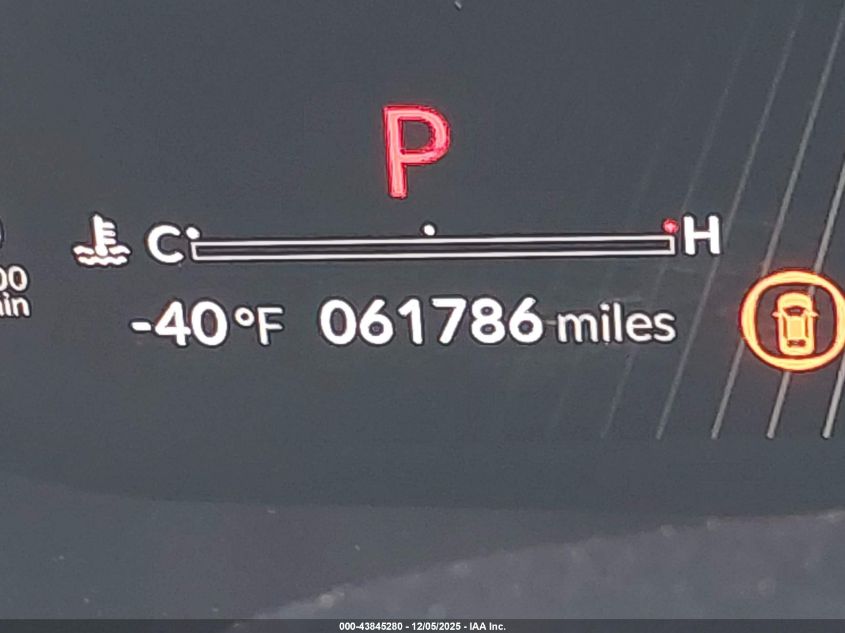 P
C H
-40°F 061786 miles
000-43845280 - 12/05/2025 - IAA Inc.